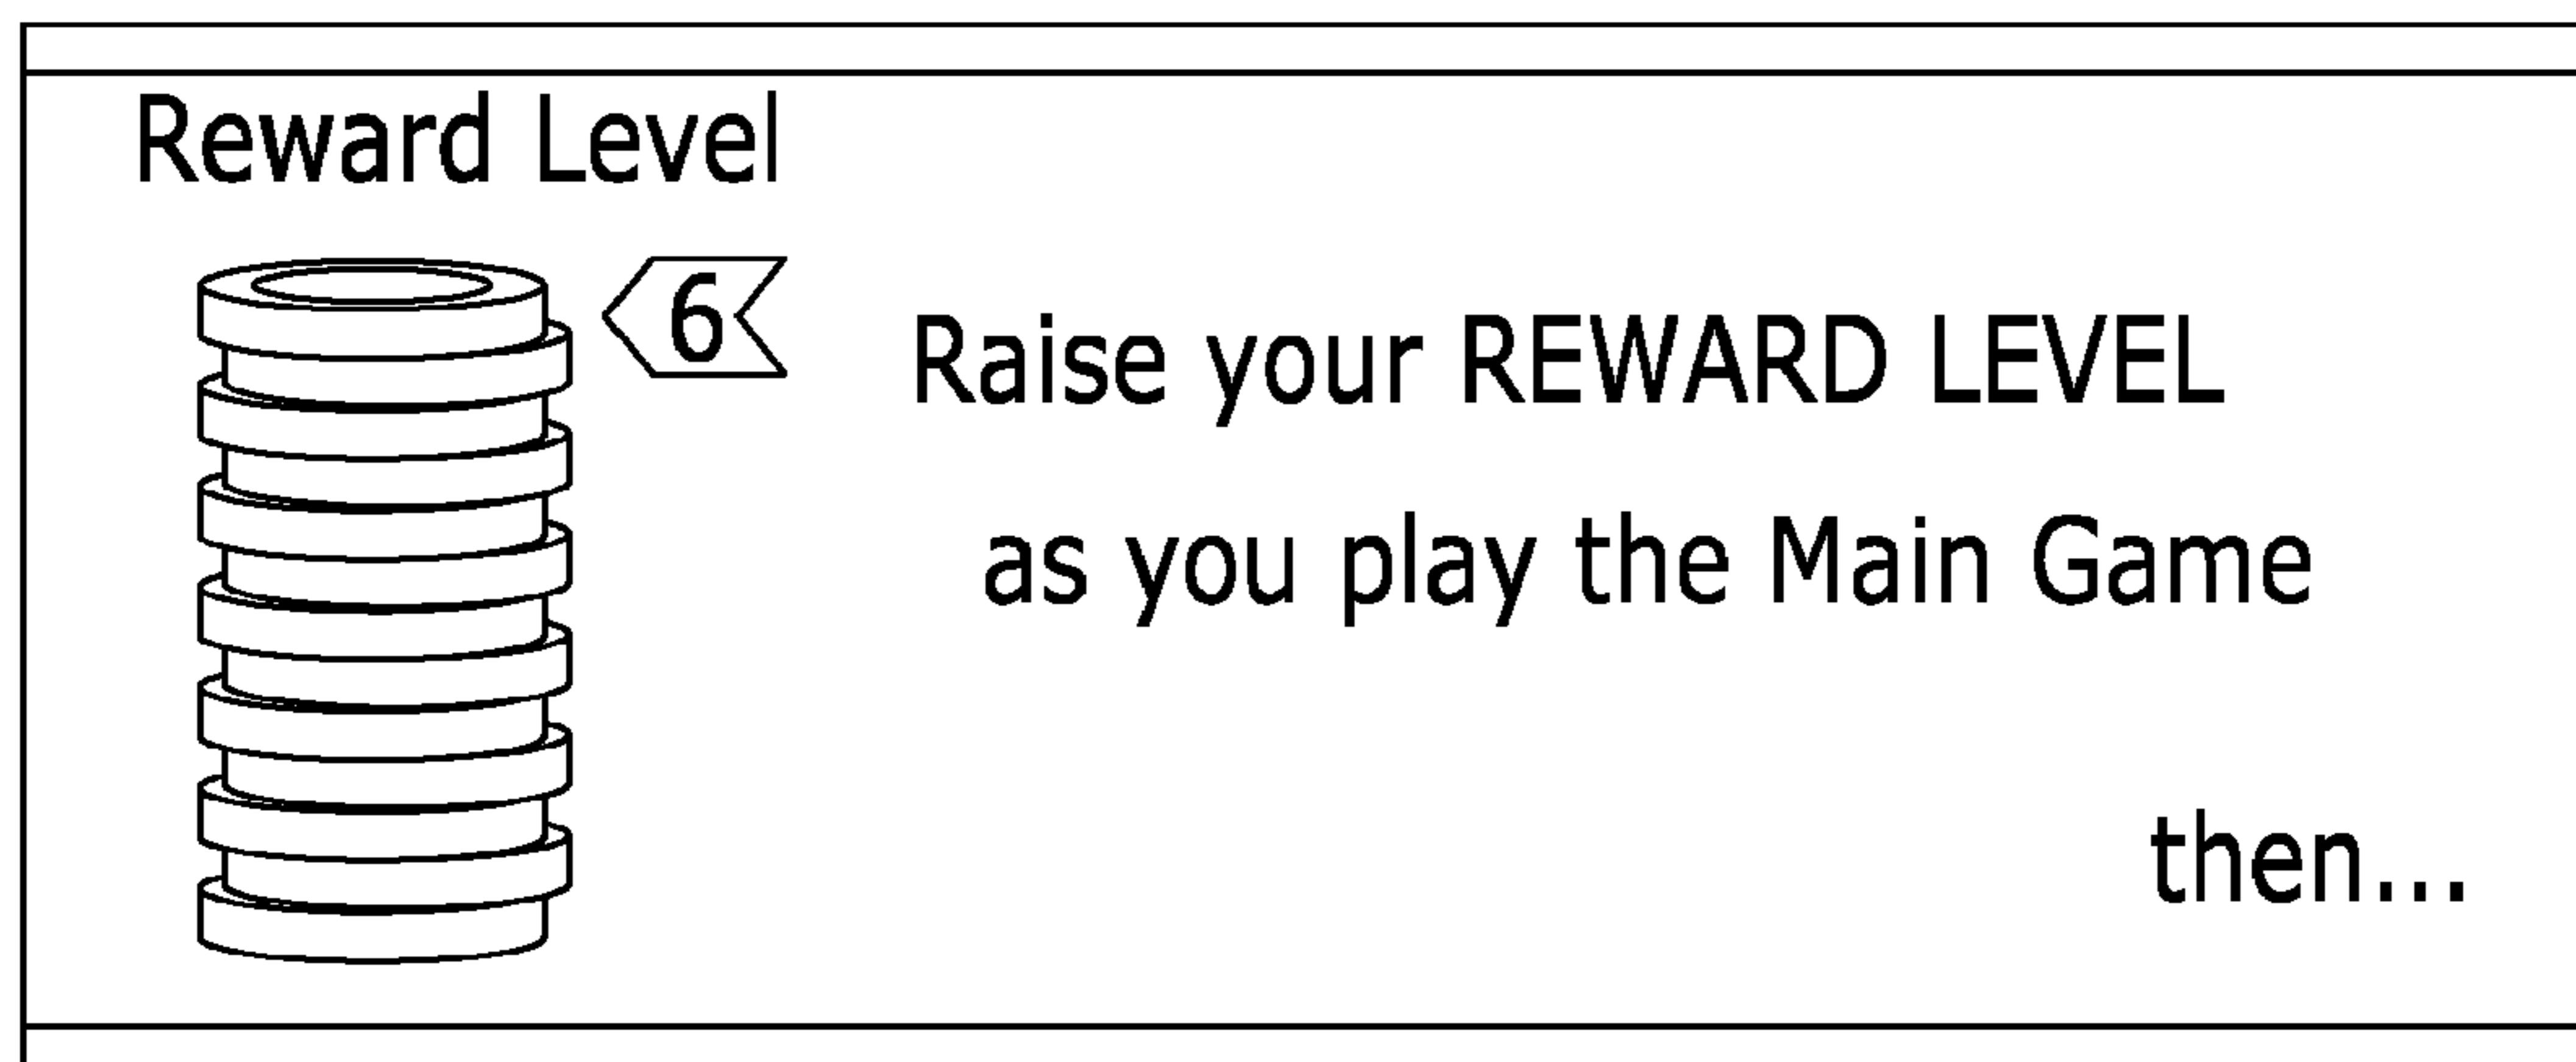 Reward Level
6
Raise your REWARD LEVEL
as you play the Main Game
then...